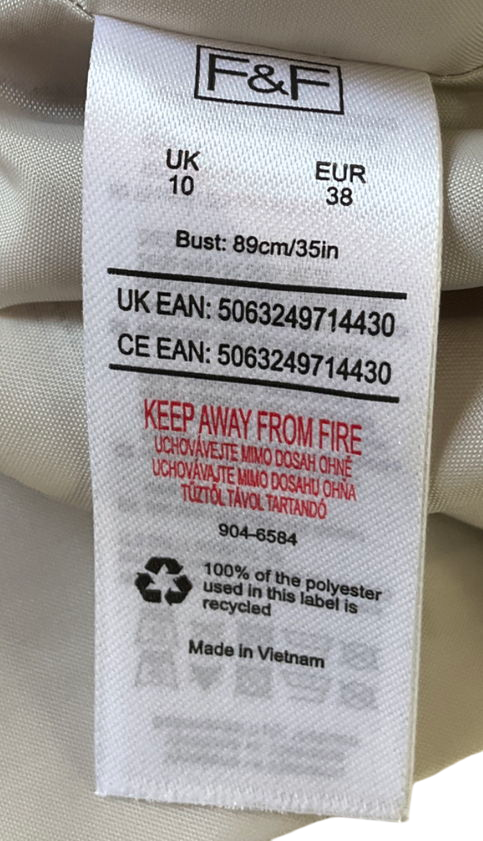 F&F
UK EUR
10 38
Bust: 89cm/35in
UK EAN: 5063249714430
CE EAN: 5063249714430
KEEP AWAY FROM FIRE
UCHOVÁVEJTE MIMO DOSAH OHNĚ
UCHOVÁVAJTE MIMO DOSAHU OHŇA
TŰZTŐL TÁVOL TARTANDÓ
904-6584
100% of the polyester
used in this label is
recycled
Made in Vietnam